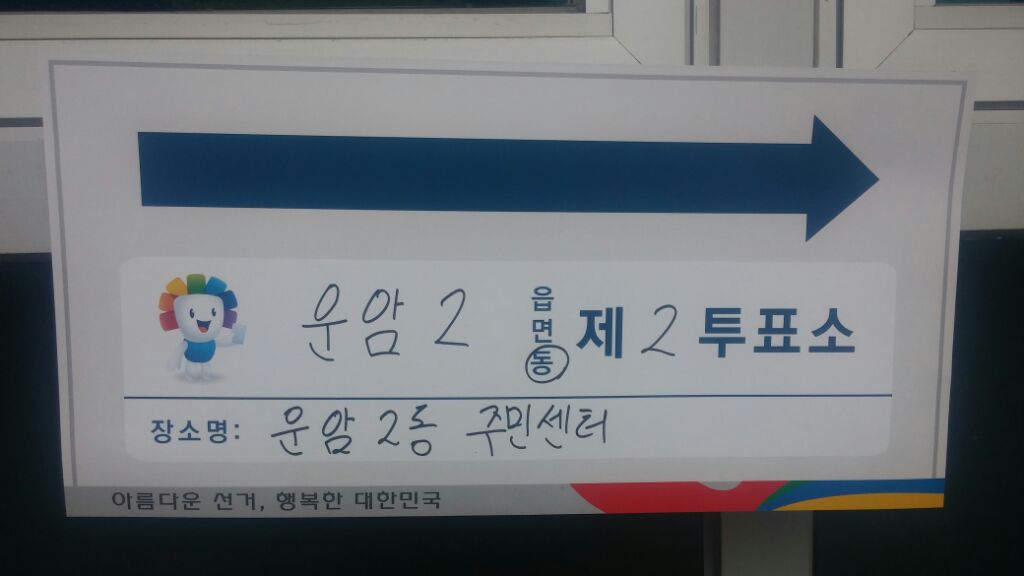 운암 2 읍면동 제 2 투표소
장소명: 운암 2동 주민센터
아름다운 선거, 행복한 대한민국